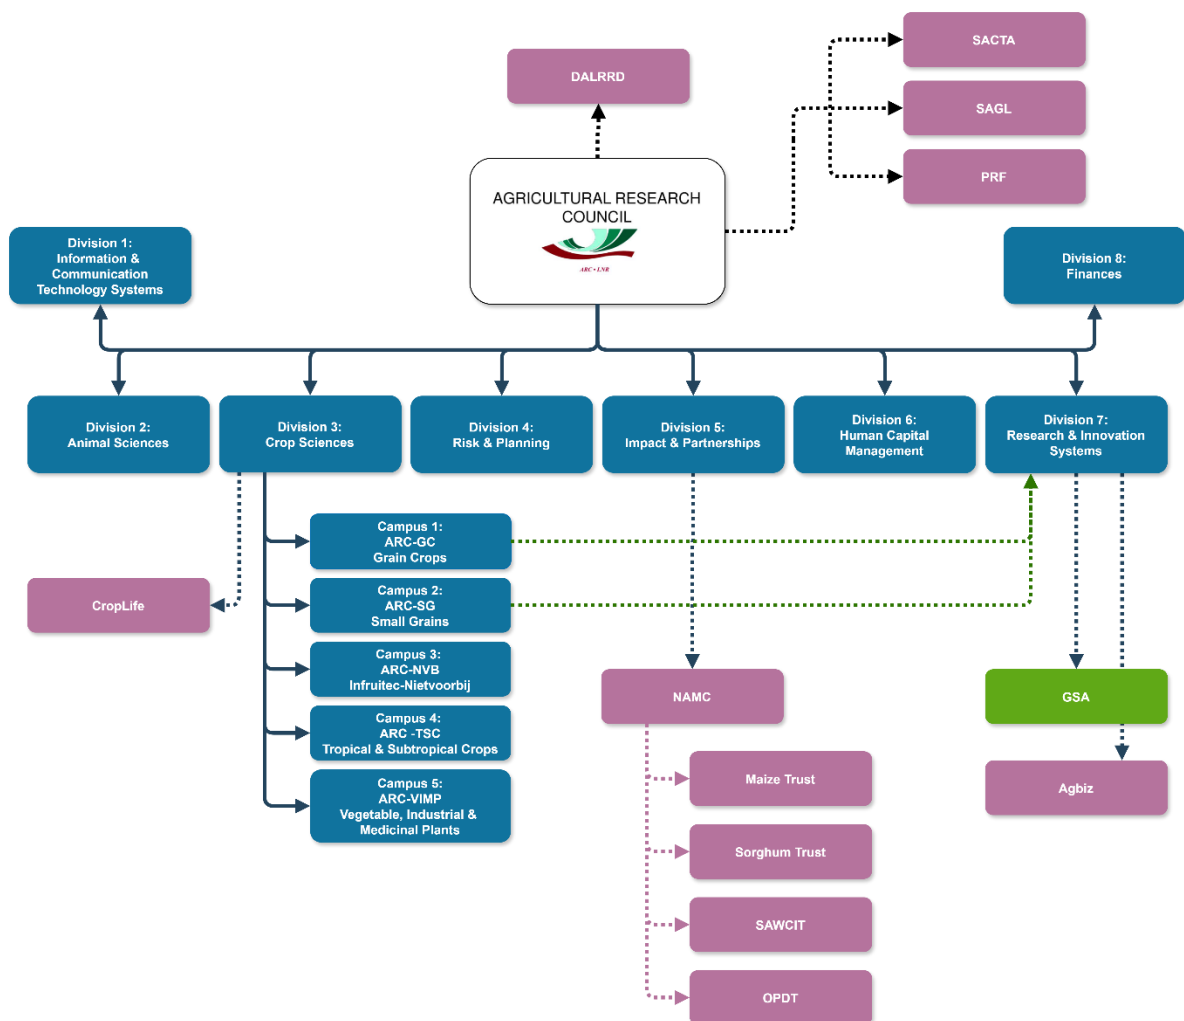 SACTA
DALRRD
SAGL
PRF
AGRICULTURAL RESEARCH
COUNCIL
ARC • LNR
Division 1:
Information &
Communication
Technology Systems
Division 8:
Finances
Division 2:
Animal Sciences
Division 3:
Crop Sciences
Division 4:
Risk & Planning
Division 5:
Impact & Partnerships
Division 6:
Human Capital
Management
Division 7:
Research & Innovation
Systems
Campus 1:
ARC-GC
Grain Crops
CropLife
Campus 2:
ARC-SG
Small Grains
Campus 3:
ARC-NVB
Infruitec-Nietvoorbij
Campus 4:
ARC -TSC
Tropical & Subtropical Crops
Campus 5:
ARC-VIMP
Vegetable, Industrial &
Medicinal Plants
NAMC
GSA
Maize Trust
Agbiz
Sorghum Trust
SAWCIT
OPDT